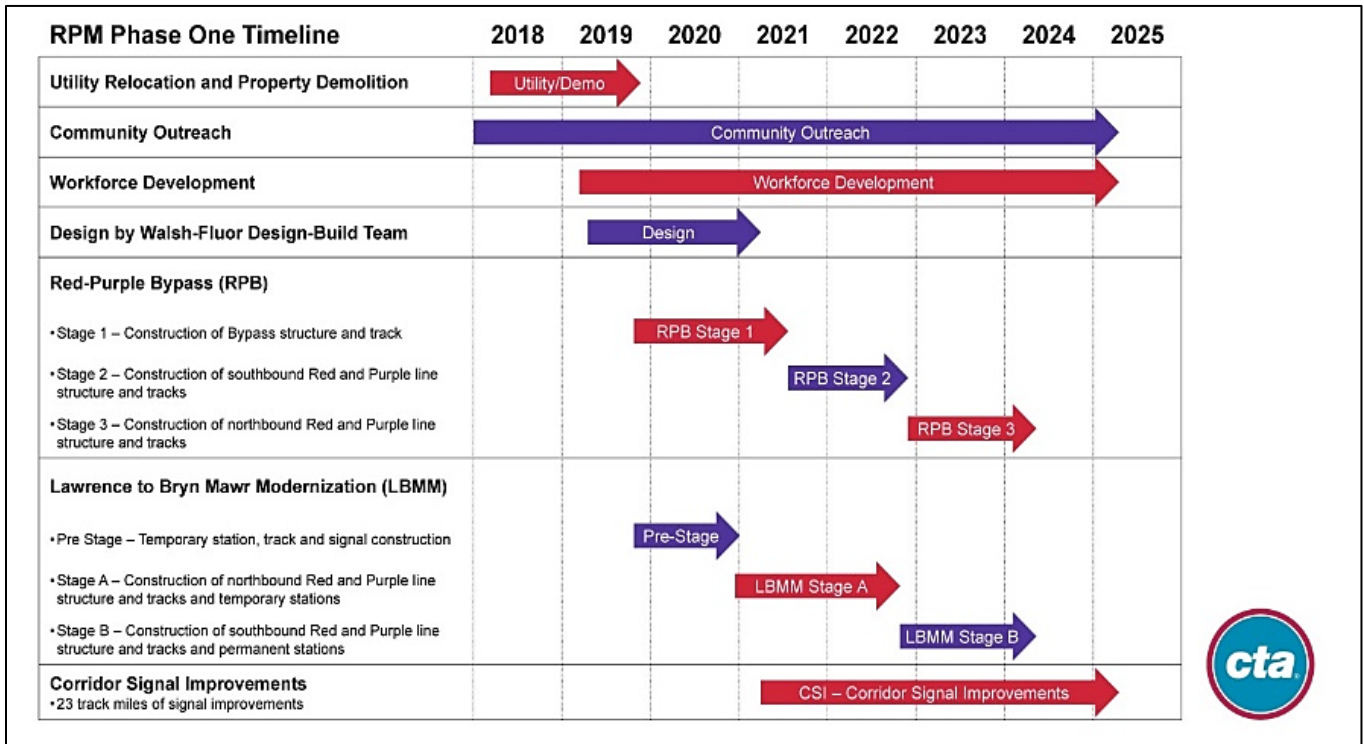 RPM Phase One Timeline 2018 2019 2020 2021 2022 2023 2024 2025
Utility Relocation and Property Demolition Utility/Demo
Community Outreach Community Outreach
Workforce Development Workforce Development
Design by Walsh-Fluor Design-Build Team Design
Red-Purple Bypass (RPB)
• Stage 1 – Construction of Bypass structure and track RPB Stage 1
• Stage 2 – Construction of southbound Red and Purple line
structure and tracks
RPB Stage 2
• Stage 3 – Construction of northbound Red and Purple line
structure and tracks
RPB Stage 3
Lawrence to Bryn Mawr Modernization (LBMM)
• Pre Stage – Temporary station, track and signal construction Pre-Stage
• Stage A – Construction of northbound Red and Purple line
structure and tracks and temporary stations
LBMM Stage A
• Stage B – Construction of southbound Red and Purple line
structure and tracks and permanent stations
LBMM Stage B
Corridor Signal Improvements
• 23 track miles of signal improvements
CSI – Corridor Signal Improvements
cta